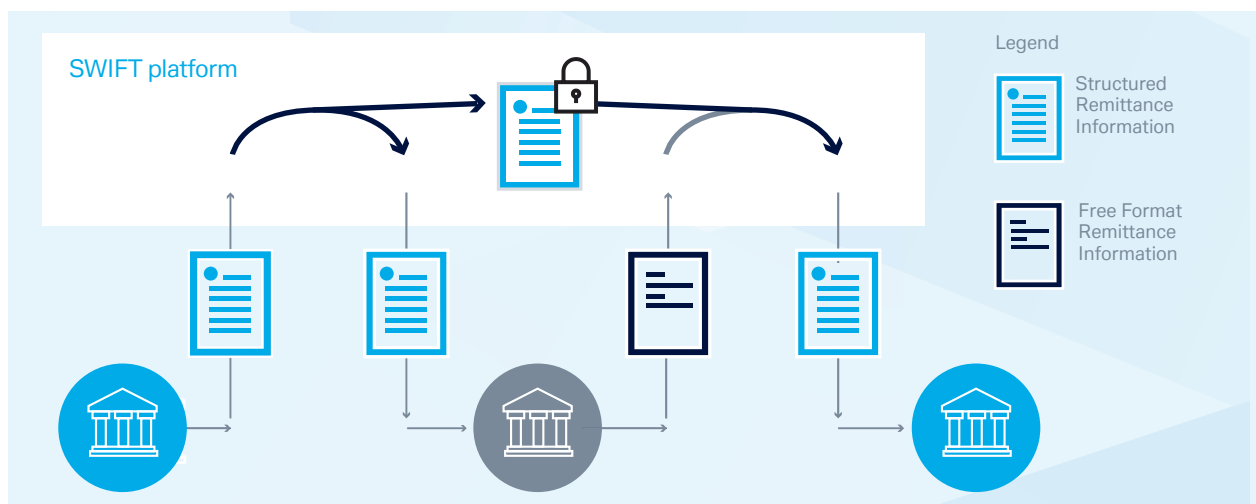 SWIFT platform
Legend
Structured
Remittance
Information
Free Format
Remittance
Information